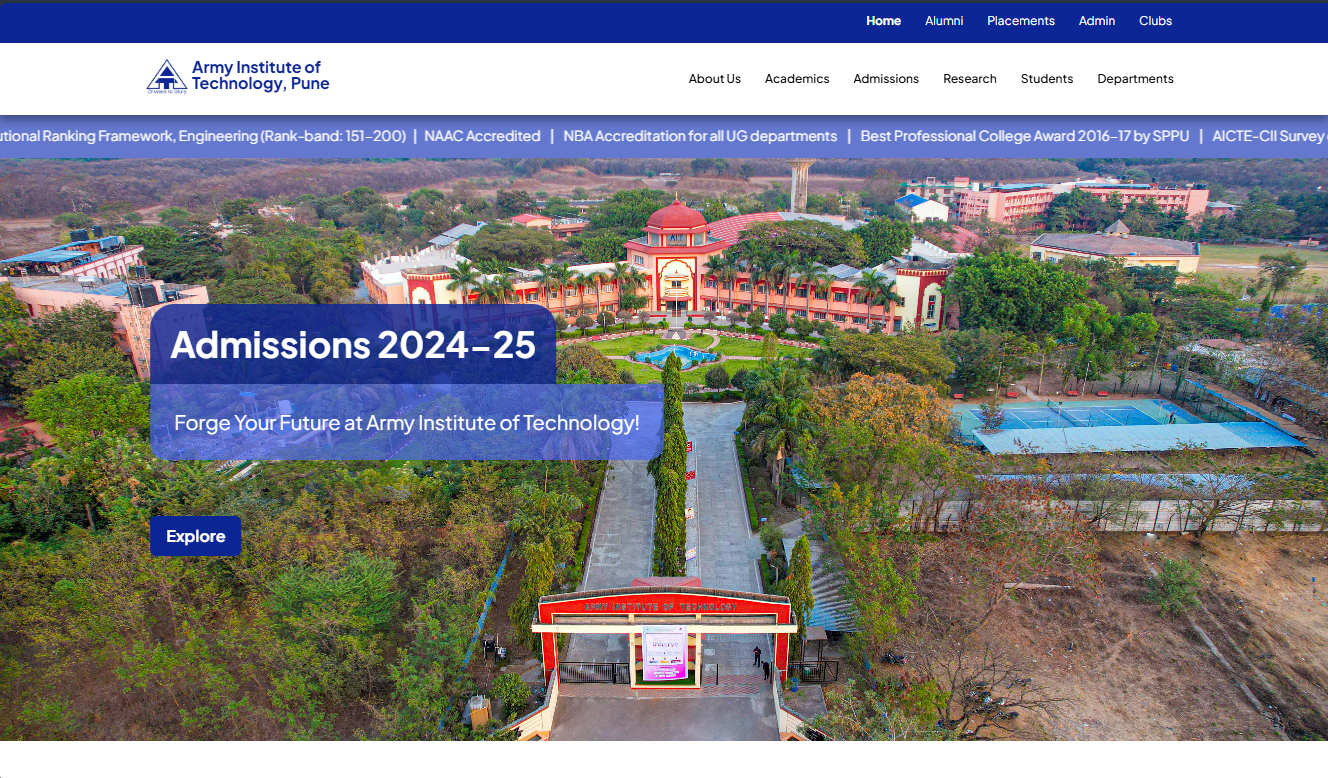 Home Alumni Placements Admin Clubs
Army Institute of
Technology, Pune
About Us Academics Admissions Research Students Departments
utional Ranking Framework, Engineering (Rank-band: 151–200) | NAAC Accredited | NBA Accreditation for all UG departments | Best Professional College Award 2016–17 by SPPU | AICTE-CII Survey
Admissions 2024–25
Forge Your Future at Army Institute of Technology!
Explore
ARMY INSTITUTE OF TECHNOLOGY